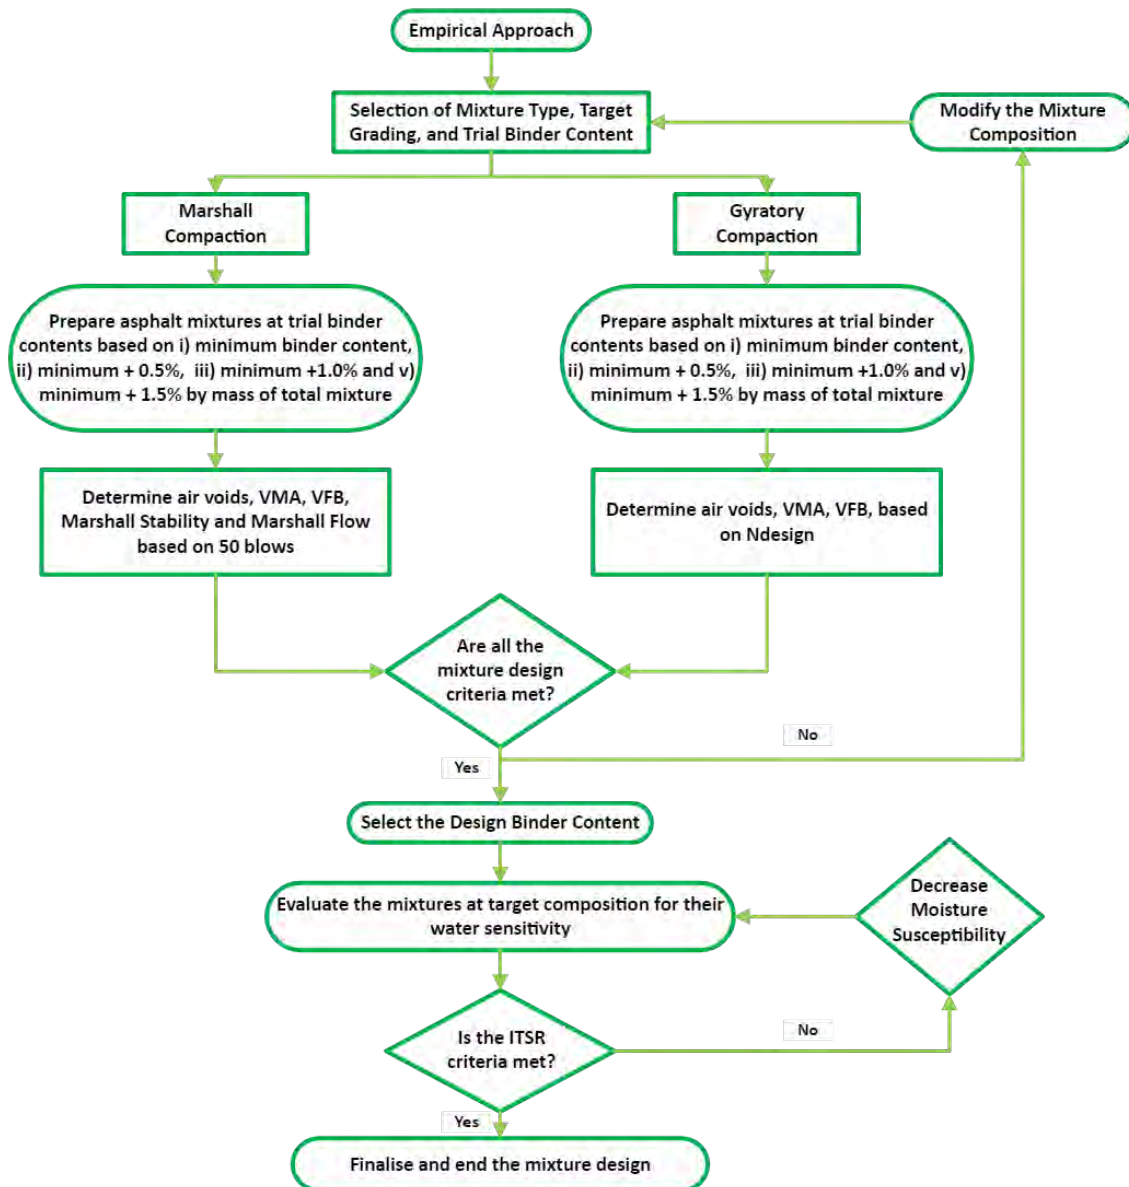 Empirical Approach
Selection of Mixture Type, Target
Grading, and Trial Binder Content
Modify the Mixture
Composition
Marshall
Compaction
Gyratory
Compaction
Prepare asphalt mixtures at trial binder
contents based on i) minimum binder content,
ii) minimum + 0.5%, iii) minimum +1.0% and v)
minimum + 1.5% by mass of total mixture
Prepare asphalt mixtures at trial binder
contents based on i) minimum binder content,
ii) minimum + 0.5%, iii) minimum +1.0% and v)
minimum + 1.5% by mass of total mixture
Determine air voids, VMA, VFB,
Marshall Stability and Marshall Flow
based on 50 blows
Determine air voids, VMA, VFB, based
on Ndesign
Are all the
mixture design
criteria met?
No
Yes
Select the Design Binder Content
Evaluate the mixtures at target composition for their
water sensitivity
Decrease
Moisture
Susceptibility
Is the ITSR
criteria met?
No
Yes
Finalise and end the mixture design